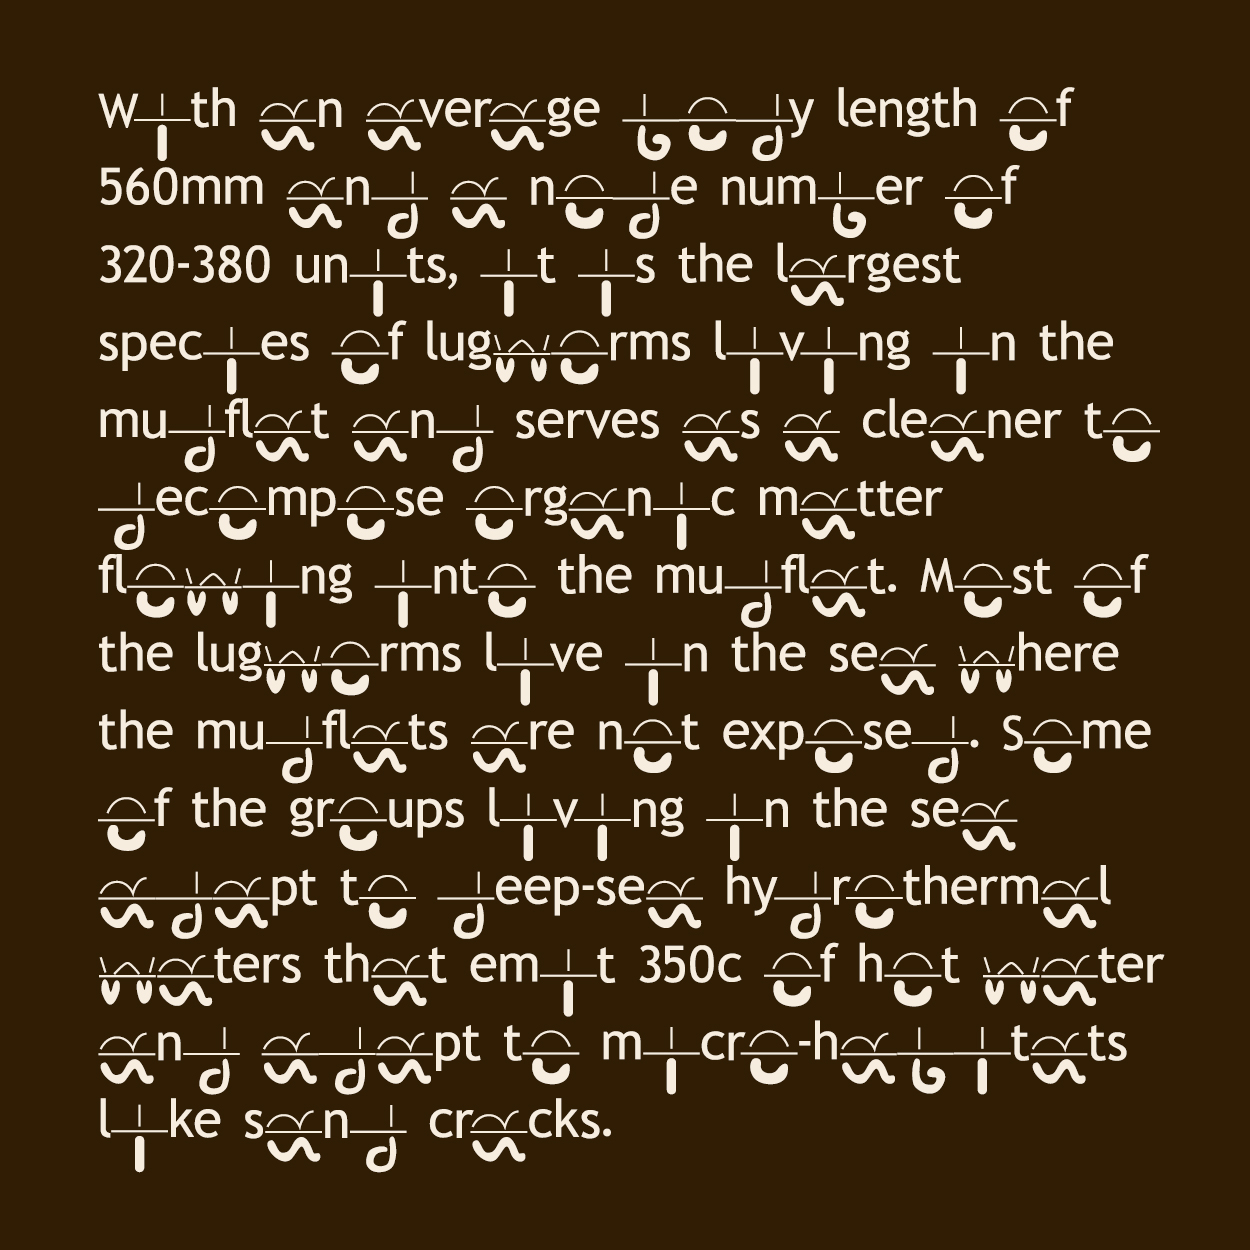 With an average body length of
560mm and a node number of
320-380 units, it is the largest
species of lugworms living in the
mudflat and serves as a cleaner to
decompose organic matter
flowing into the mudflat. Most of
the lugworms live in the sea where
the mudflats are not exposed. Some
of the groups living in the sea
adapt to deep-sea hydrothermal
waters that emit 350c of hot water
and adapt to micro-habitats
like sand cracks.